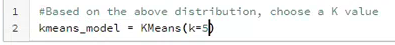 1 #Based on the above distribution, choose a K value
2 kmeans_model = KMeans(k=5)